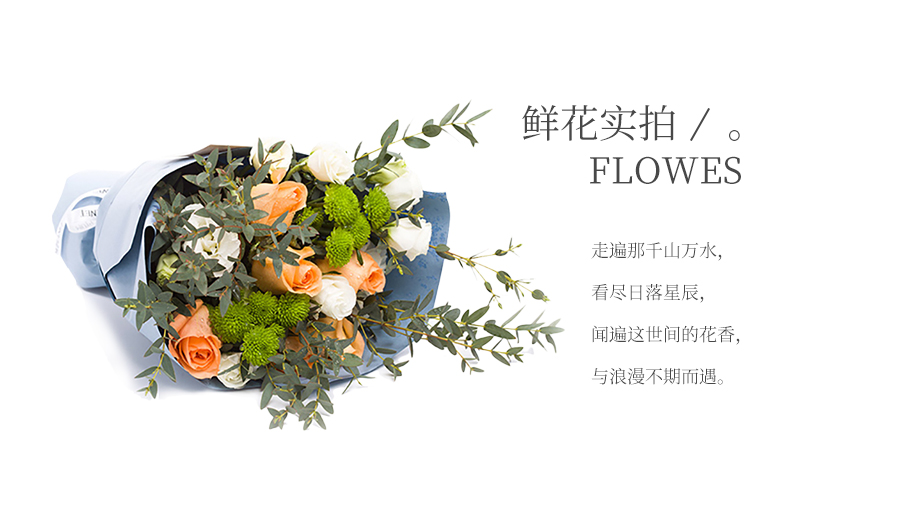 鲜花实拍 / 。
FLOWES
走遍那千山万水,
看尽日落星辰,
闻遍这世间的花香,
与浪漫不期而遇。